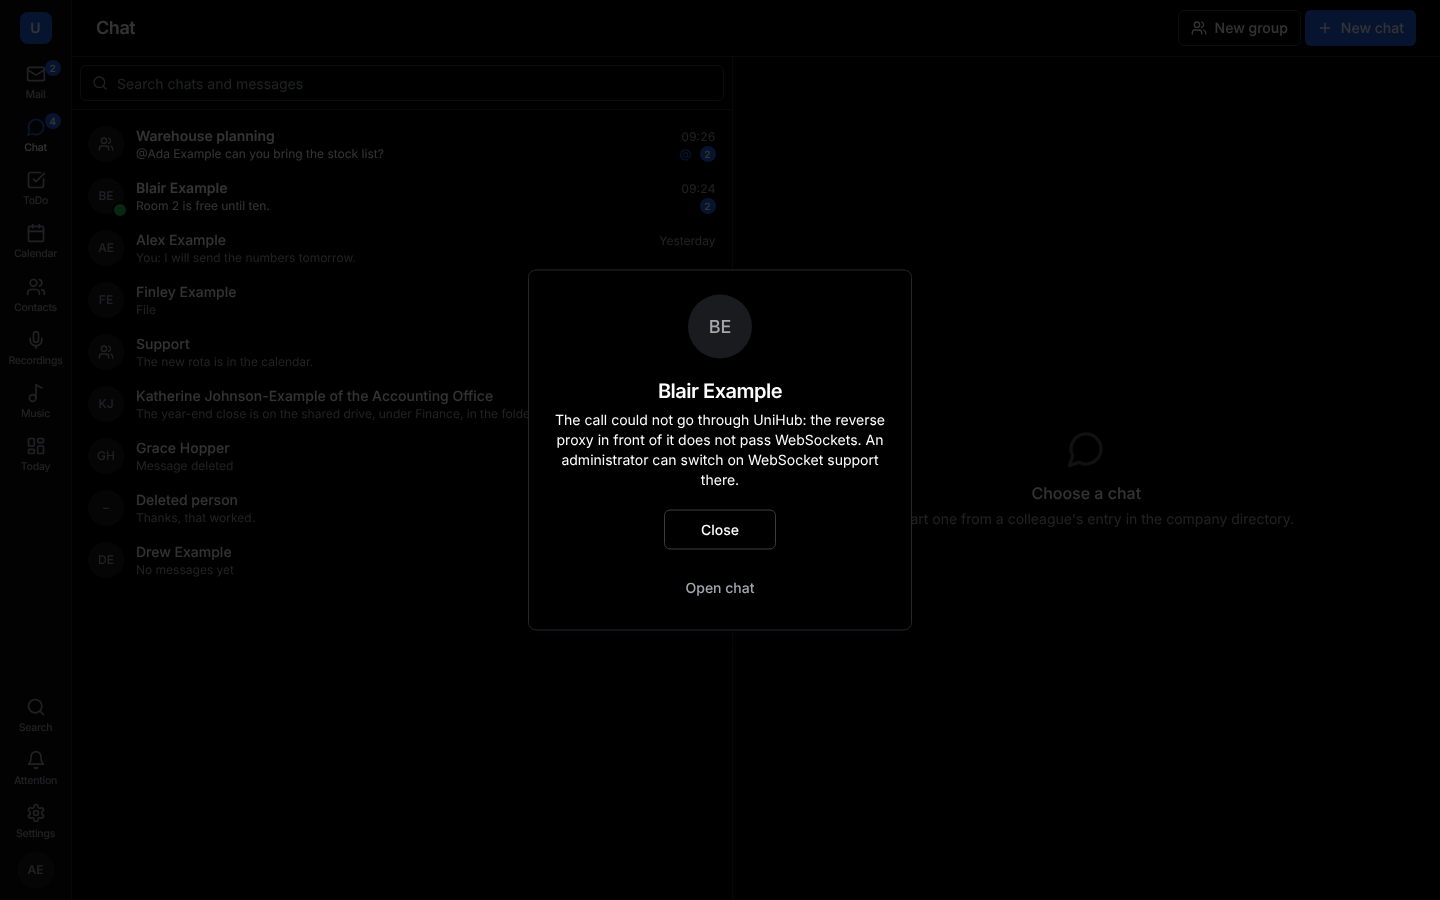 U
Chat
New group
New chat
2
Mail
4
Chat
ToDo
Calendar
Contacts
Recordings
Music
Today
Search
Attention
Settings
AE
Search chats and messages
Warehouse planning
09:26
@Ada Example can you bring the stock list?
@ 2
BE
Blair Example
09:24
Room 2 is free until ten.
2
AE
Alex Example
Yesterday
You: I will send the numbers tomorrow.
FE
Finley Example
File
Support
The new rota is in the calendar.
KJ
Katherine Johnson-Example of the Accounting Office
The year-end close is on the shared drive, under Finance, in the folde
GH
Grace Hopper
Message deleted
–
Deleted person
Thanks, that worked.
DE
Drew Example
No messages yet
BE
Blair Example
The call could not go through UniHub: the reverse
proxy in front of it does not pass WebSockets. An
administrator can switch on WebSocket support
there.
Close
Open chat
Choose a chat
art one from a colleague's entry in the company directory.